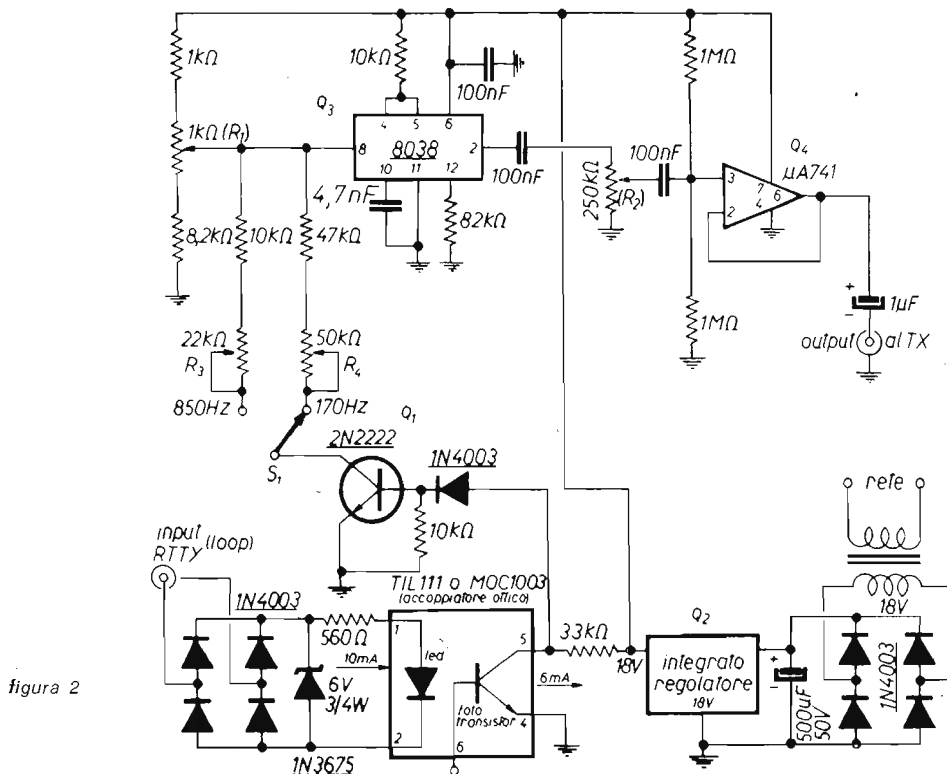 1kΩ
10kΩ
100nF
1MΩ
Q3
4
5
6
8038
8
2
10
11
12
1kΩ (R1)
100nF
4,7nF
82kΩ
250kΩ
(R2)
100nF
Q4
µA741
3
7
6
2
4
8,2kΩ
10kΩ
47kΩ
1MΩ
+
-
1µF
output
al TX
22kΩ
R3
50kΩ
R4
850Hz
170Hz
S1
Q1
2N2222
1N4003
10kΩ
rete
18V
input
RTTY (loop)
1N4003
560Ω
10mA
6V
3/4W
1N3675
TIL111 o MOC1003
(accoppiatore ottico)
1
led
2
foto
transistor
5
4
6
6mA
33kΩ
18V
Q2
integrato
regolatore
18V
+
-
500µF
50V
1N4003
figura 2